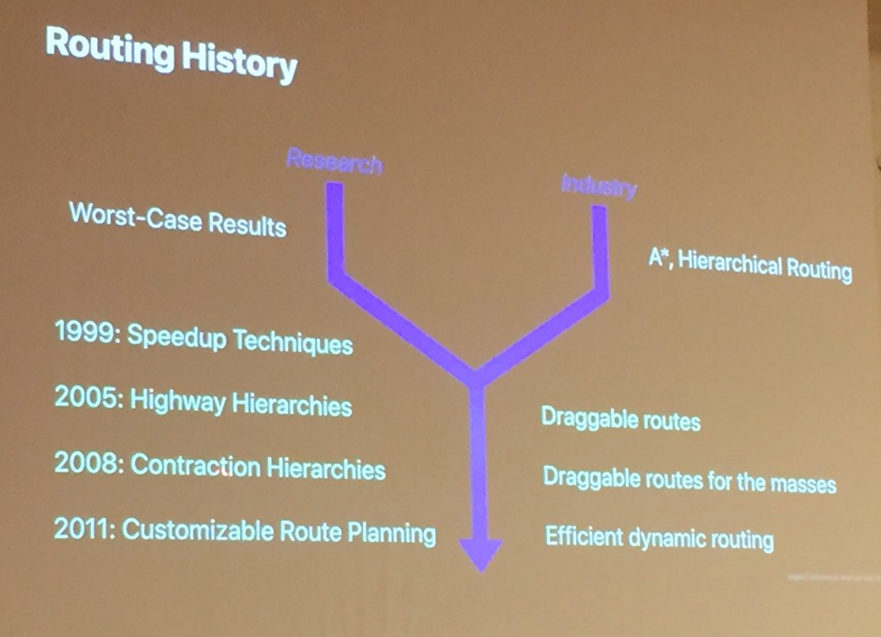 Routing History
Research
Industry
Worst-Case Results
A*, Hierarchical Routing
1999: Speedup Techniques
2005: Highway Hierarchies
Draggable routes
2008: Contraction Hierarchies
Draggable routes for the masses
2011: Customizable Route Planning
Efficient dynamic routing